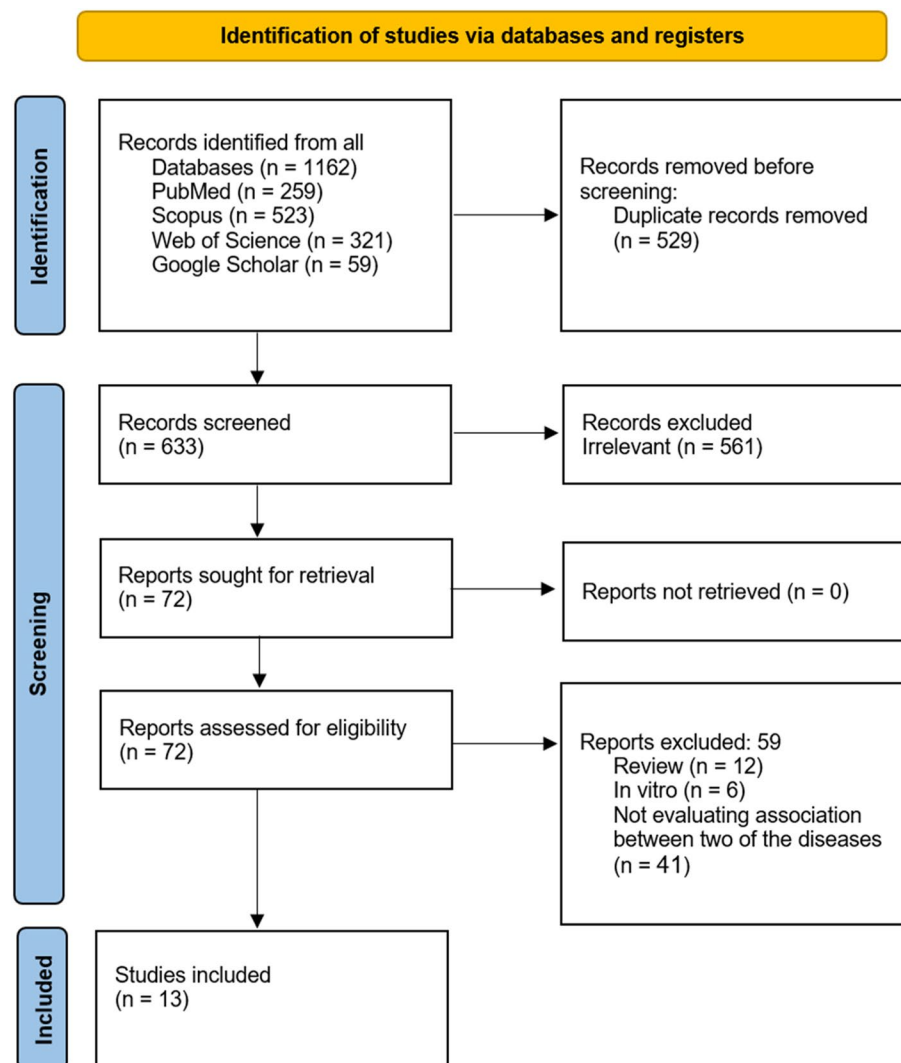 Identification of studies via databases and registers
Identification
Records identified from all
Databases (n = 1162)
PubMed (n = 259)
Scopus (n = 523)
Web of Science (n = 321)
Google Scholar (n = 59)
Records removed before
screening:
Duplicate records removed
(n = 529)
Screening
Records screened
(n = 633)
Records excluded
Irrelevant (n = 561)
Reports sought for retrieval
(n = 72)
Reports not retrieved (n = 0)
Reports assessed for eligibility
(n = 72)
Reports excluded: 59
Review (n = 12)
In vitro (n = 6)
Not evaluating association
between two of the diseases
(n = 41)
Included
Studies included
(n = 13)